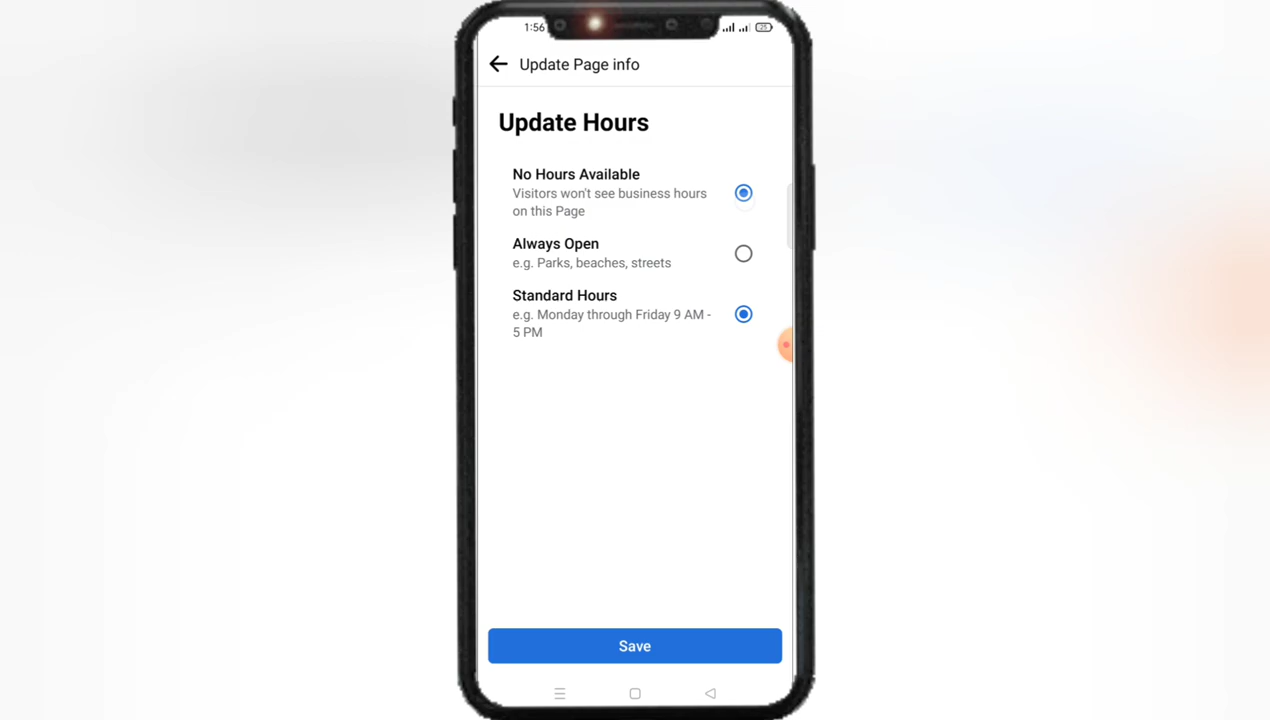 1:56
25
Update Page info
Update Hours
No Hours Available
Visitors won't see business hours
on this Page
Always Open
e.g. Parks, beaches, streets
Standard Hours
e.g. Monday through Friday 9 AM -
5 PM
Save